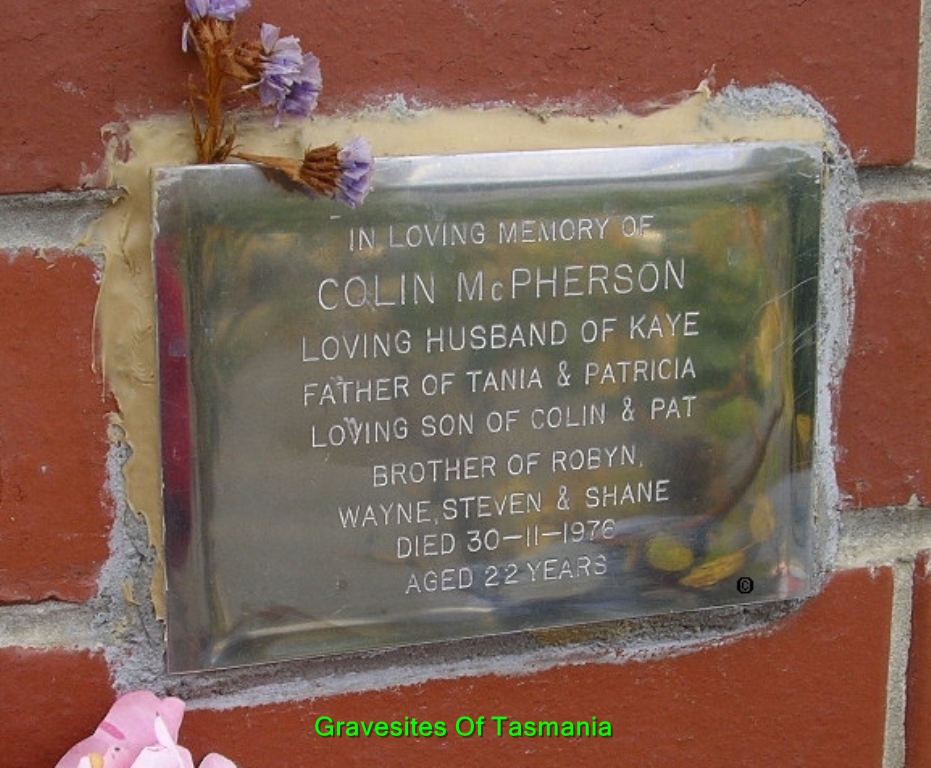 IN LOVING MEMORY OF
COLIN McPHERSON
LOVING HUSBAND OF KAYE
FATHER OF TANIA & PATRICIA
LOVING SON OF COLIN & PAT
BROTHER OF ROBYN,
WAYNE, STEVEN & SHANE
DIED 30-11-1976
AGED 22 YEARS
©
Gravesites Of Tasmania